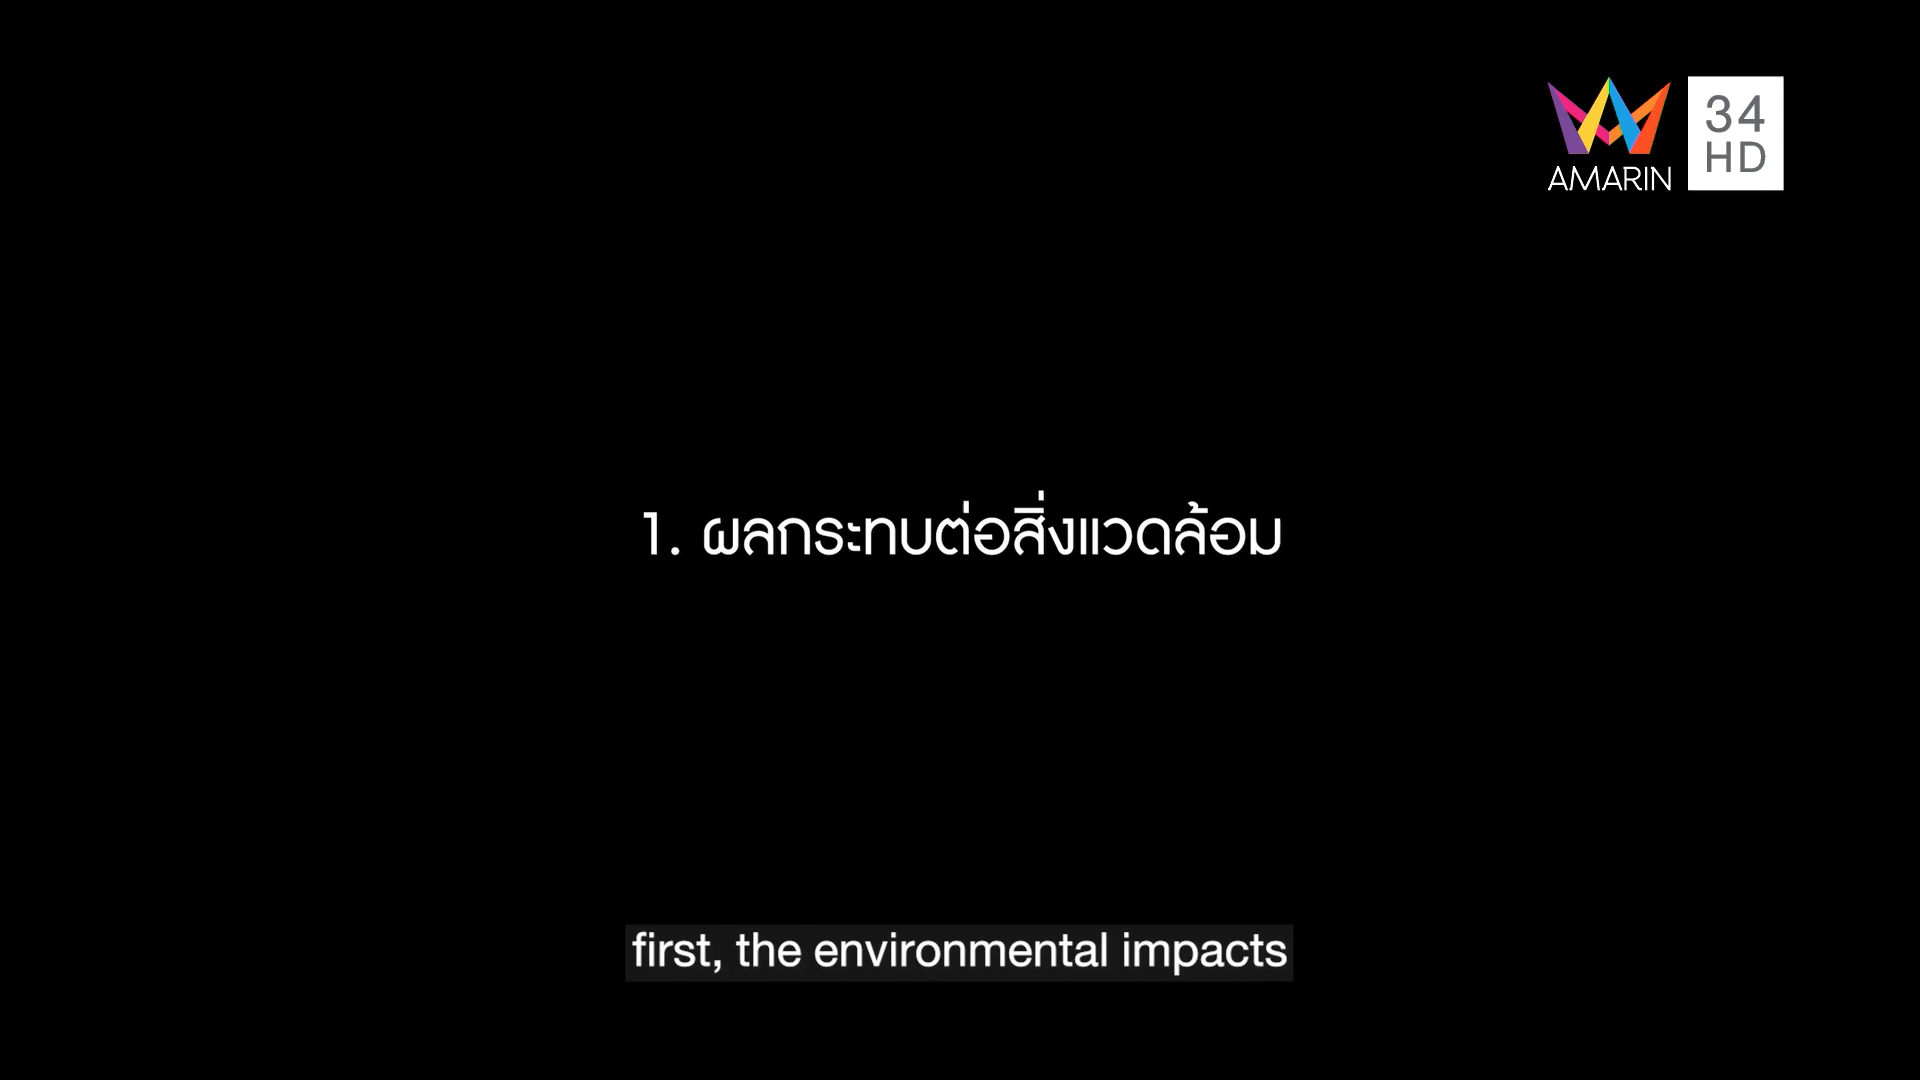 AMARIN
34
HD
1. ผลกระทบต่อสิ่งแวดล้อม
first, the environmental impacts